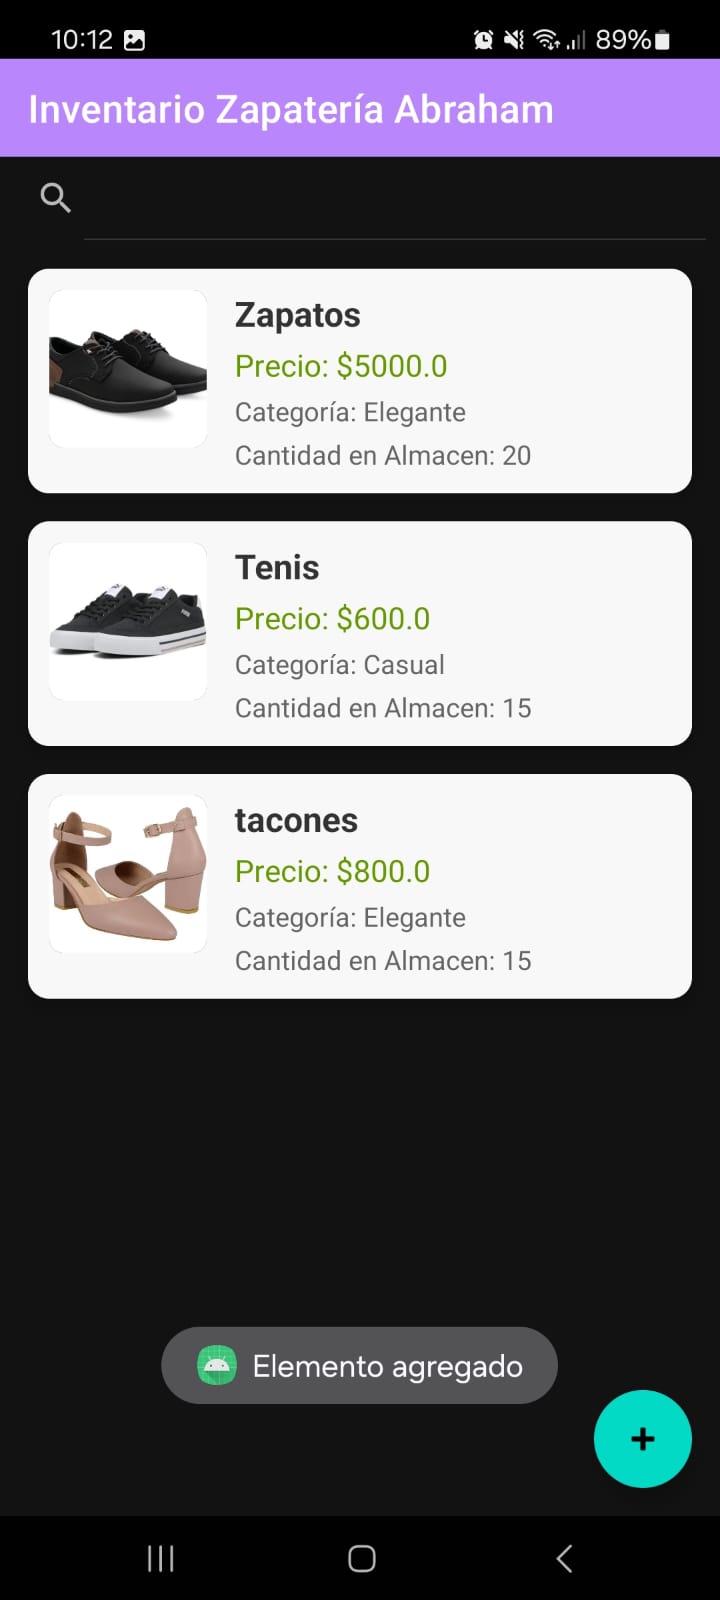 10:12 89%
Inventario Zapatería Abraham
Zapatos
Precio: $5000.0
Categoría: Elegante
Cantidad en Almacen: 20
Tenis
Precio: $600.0
Categoría: Casual
Cantidad en Almacen: 15
tacones
Precio: $800.0
Categoría: Elegante
Cantidad en Almacen: 15
Elemento agregado
+